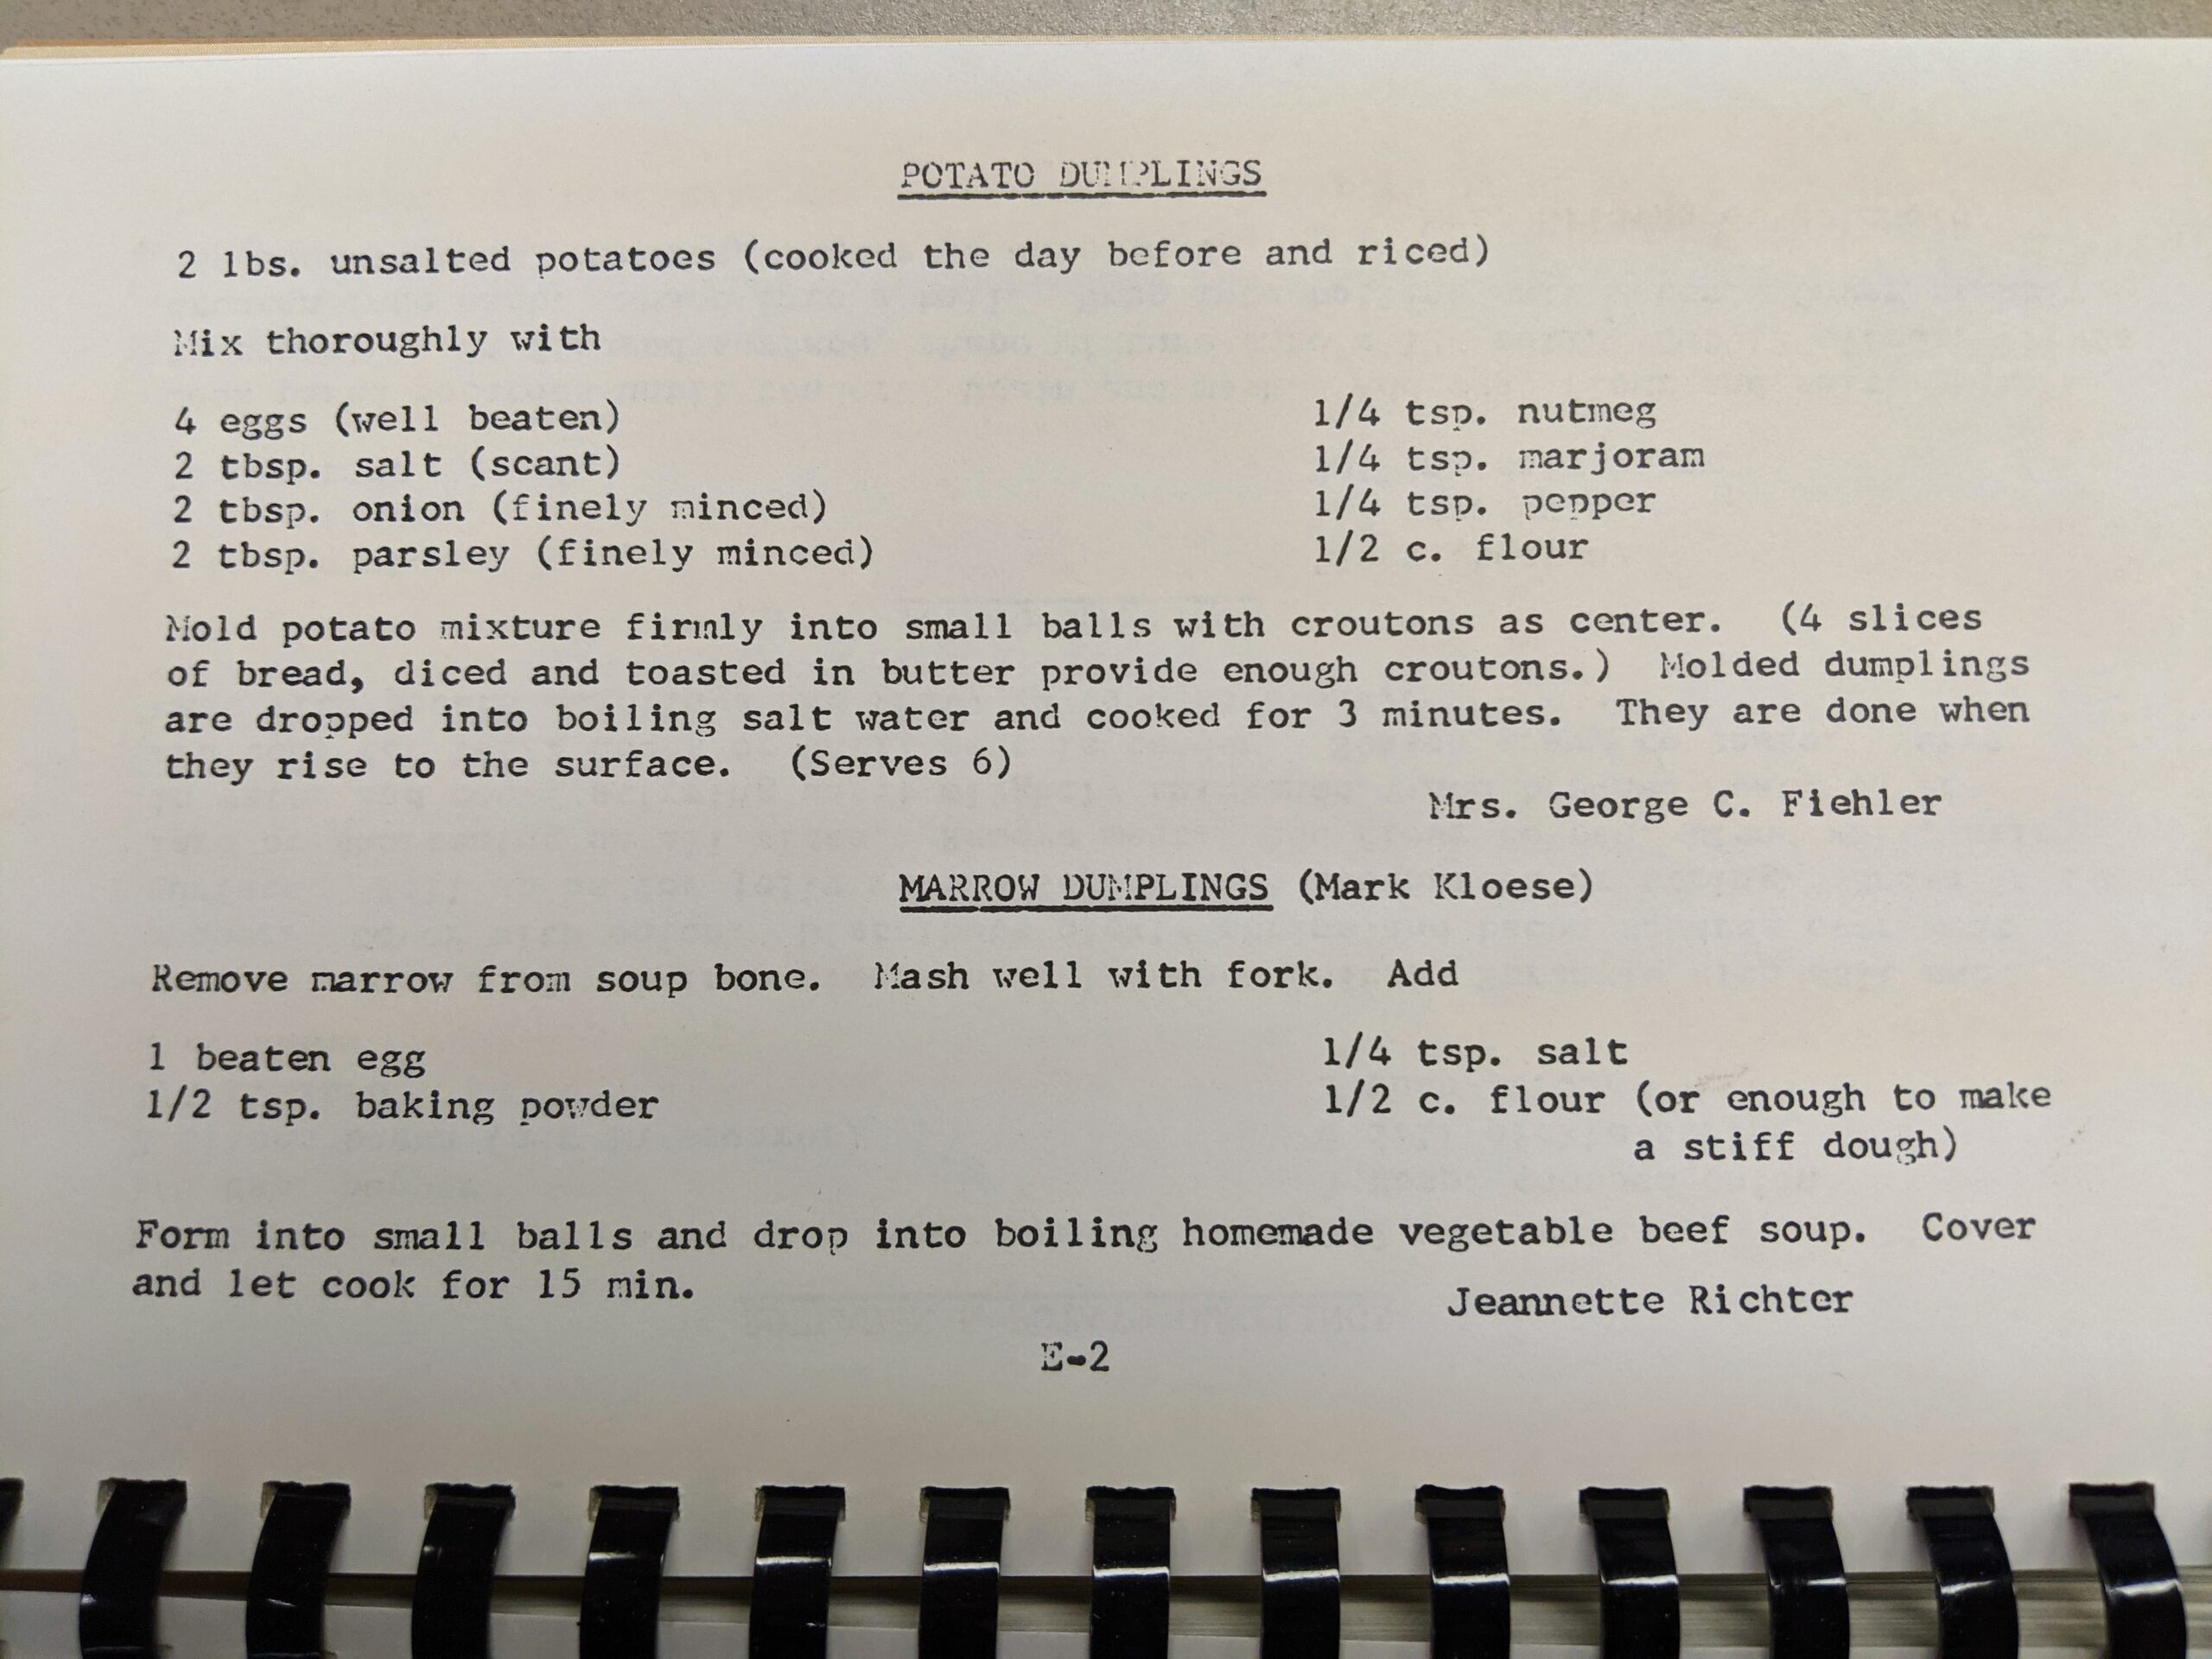 POTATO DUMPLINGS
2 lbs. unsalted potatoes (cooked the day before and riced)
Mix thoroughly with
4 eggs (well beaten)
2 tbsp. salt (scant)
2 tbsp. onion (finely minced)
2 tbsp. parsley (finely minced)
1/4 tsp. nutmeg
1/4 tsp. marjoram
1/4 tsp. pepper
1/2 c. flour
Mold potato mixture firmly into small balls with croutons as center. (4 slices
of bread, diced and toasted in butter provide enough croutons.) Molded dumplings
are dropped into boiling salt water and cooked for 3 minutes. They are done when
they rise to the surface. (Serves 6)
Mrs. George C. Fiehler
MARROW DUMPLINGS (Mark Kloese)
Remove marrow from soup bone. Mash well with fork. Add
1 beaten egg
1/2 tsp. baking powder
1/4 tsp. salt
1/2 c. flour (or enough to make
a stiff dough)
Form into small balls and drop into boiling homemade vegetable beef soup. Cover
and let cook for 15 min.
Jeannette Richter
E-2